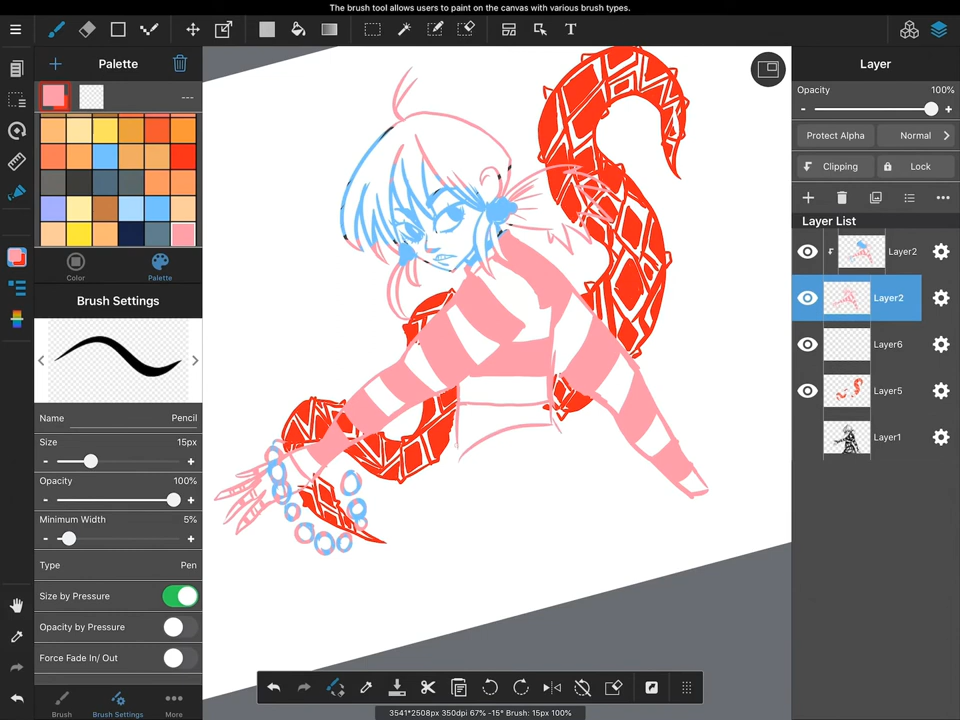 The brush tool allows users to paint on the canvas with various brush types.
T
Palette
---
Color
Palette
Brush Settings
Name Pencil
Size 15px
- +
Opacity 100%
- +
Minimum Width 5%
- +
Type Pen
Size by Pressure
Opacity by Pressure
Force Fade In/ Out
Brush
Brush Settings
More
3541*2508px 350dpi 67% -15° Brush: 15px 100%
Layer
Opacity 100%
- +
Protect Alpha
Normal
Clipping
Lock
Layer List
Layer2
Layer2
Layer6
Layer5
Layer1